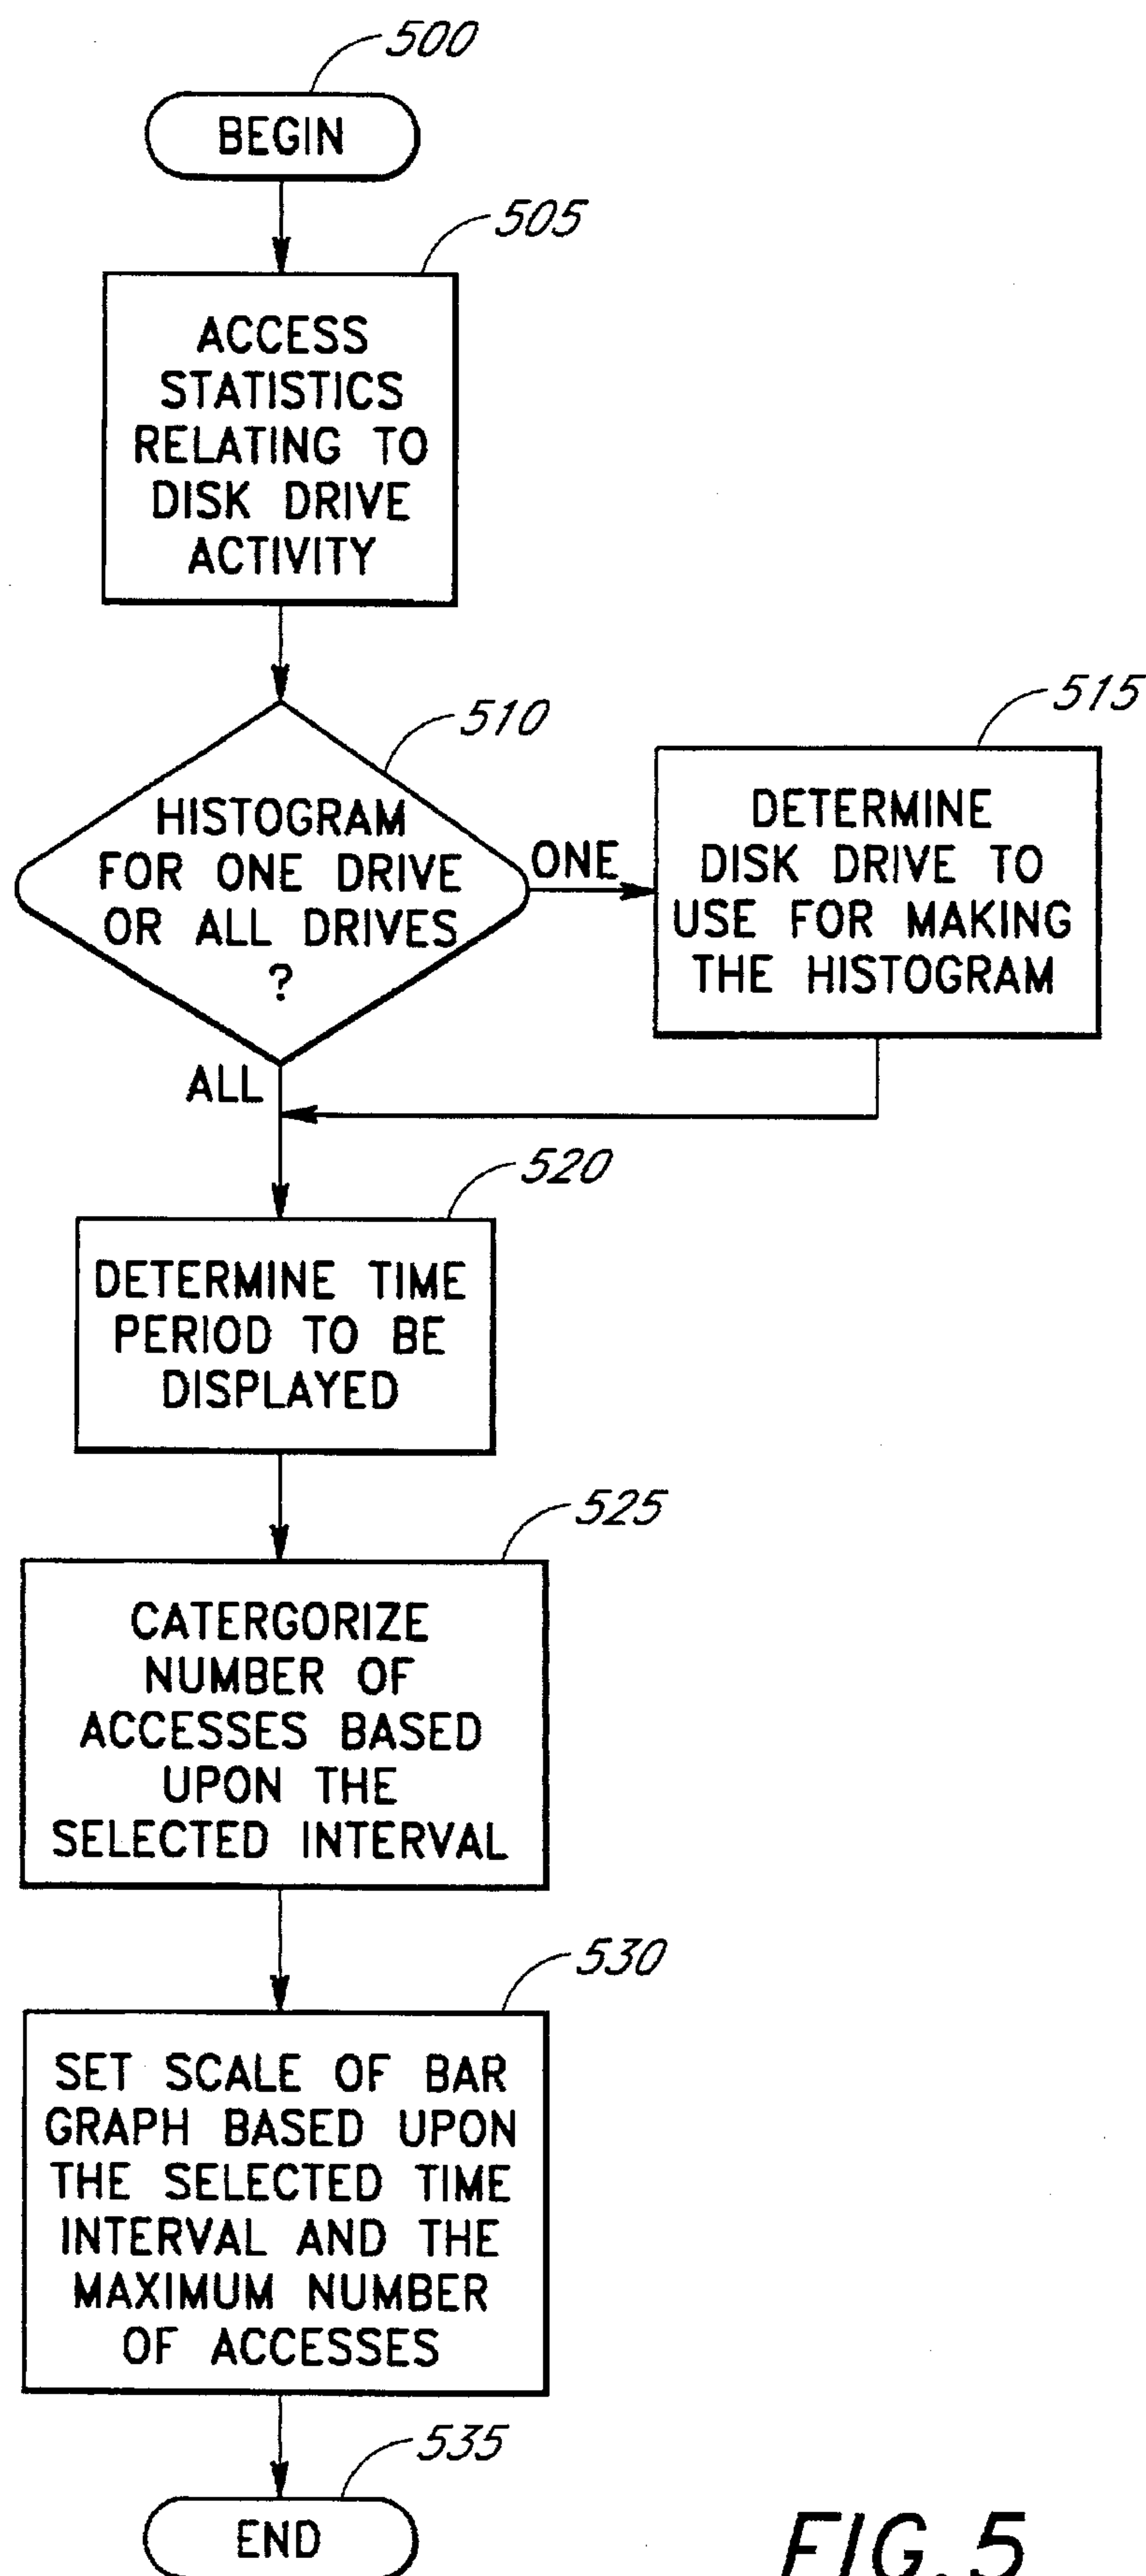 500
BEGIN
505
ACCESS
STATISTICS
RELATING TO
DISK DRIVE
ACTIVITY
510
HISTOGRAM
FOR ONE DRIVE
OR ALL DRIVES
?
ONE
515
DETERMINE
DISK DRIVE TO
USE FOR MAKING
THE HISTOGRAM
ALL
520
DETERMINE TIME
PERIOD TO BE
DISPLAYED
525
CATERGORIZE
NUMBER OF
ACCESSES BASED
UPON THE
SELECTED INTERVAL
530
SET SCALE OF BAR
GRAPH BASED UPON
THE SELECTED TIME
INTERVAL AND THE
MAXIMUM NUMBER
OF ACCESSES
535
END
FIG. 5